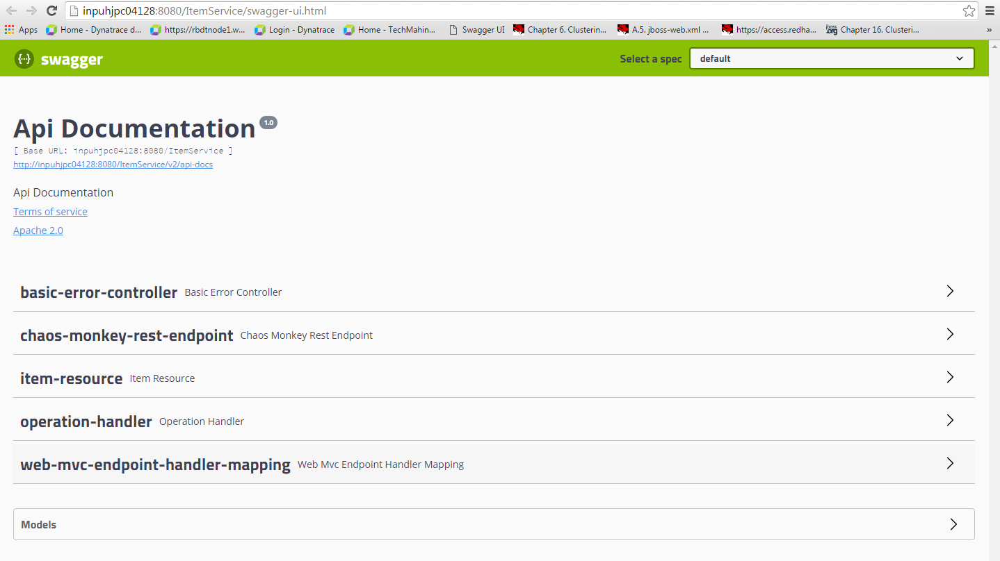 inpuhjpc04128:8080/ItemService/swagger-ui.html
Apps Home - Dynatrace d... https://rbdtnode1.w... Login - Dynatrace Home - TechMahin... Swagger UI Chapter 6. Clusterin... A.5. jboss-web.xml ... https://access.redha... Chapter 16. Clusteri... »
{··} swagger Select a spec default
Api Documentation 1.0
[ Base URL: inpuhjpc04128:8080/ItemService ]
http://inpuhjpc04128:8080/ItemService/v2/api-docs
Api Documentation
Terms of service
Apache 2.0
basic-error-controller Basic Error Controller
chaos-monkey-rest-endpoint Chaos Monkey Rest Endpoint
item-resource Item Resource
operation-handler Operation Handler
web-mvc-endpoint-handler-mapping Web Mvc Endpoint Handler Mapping
Models